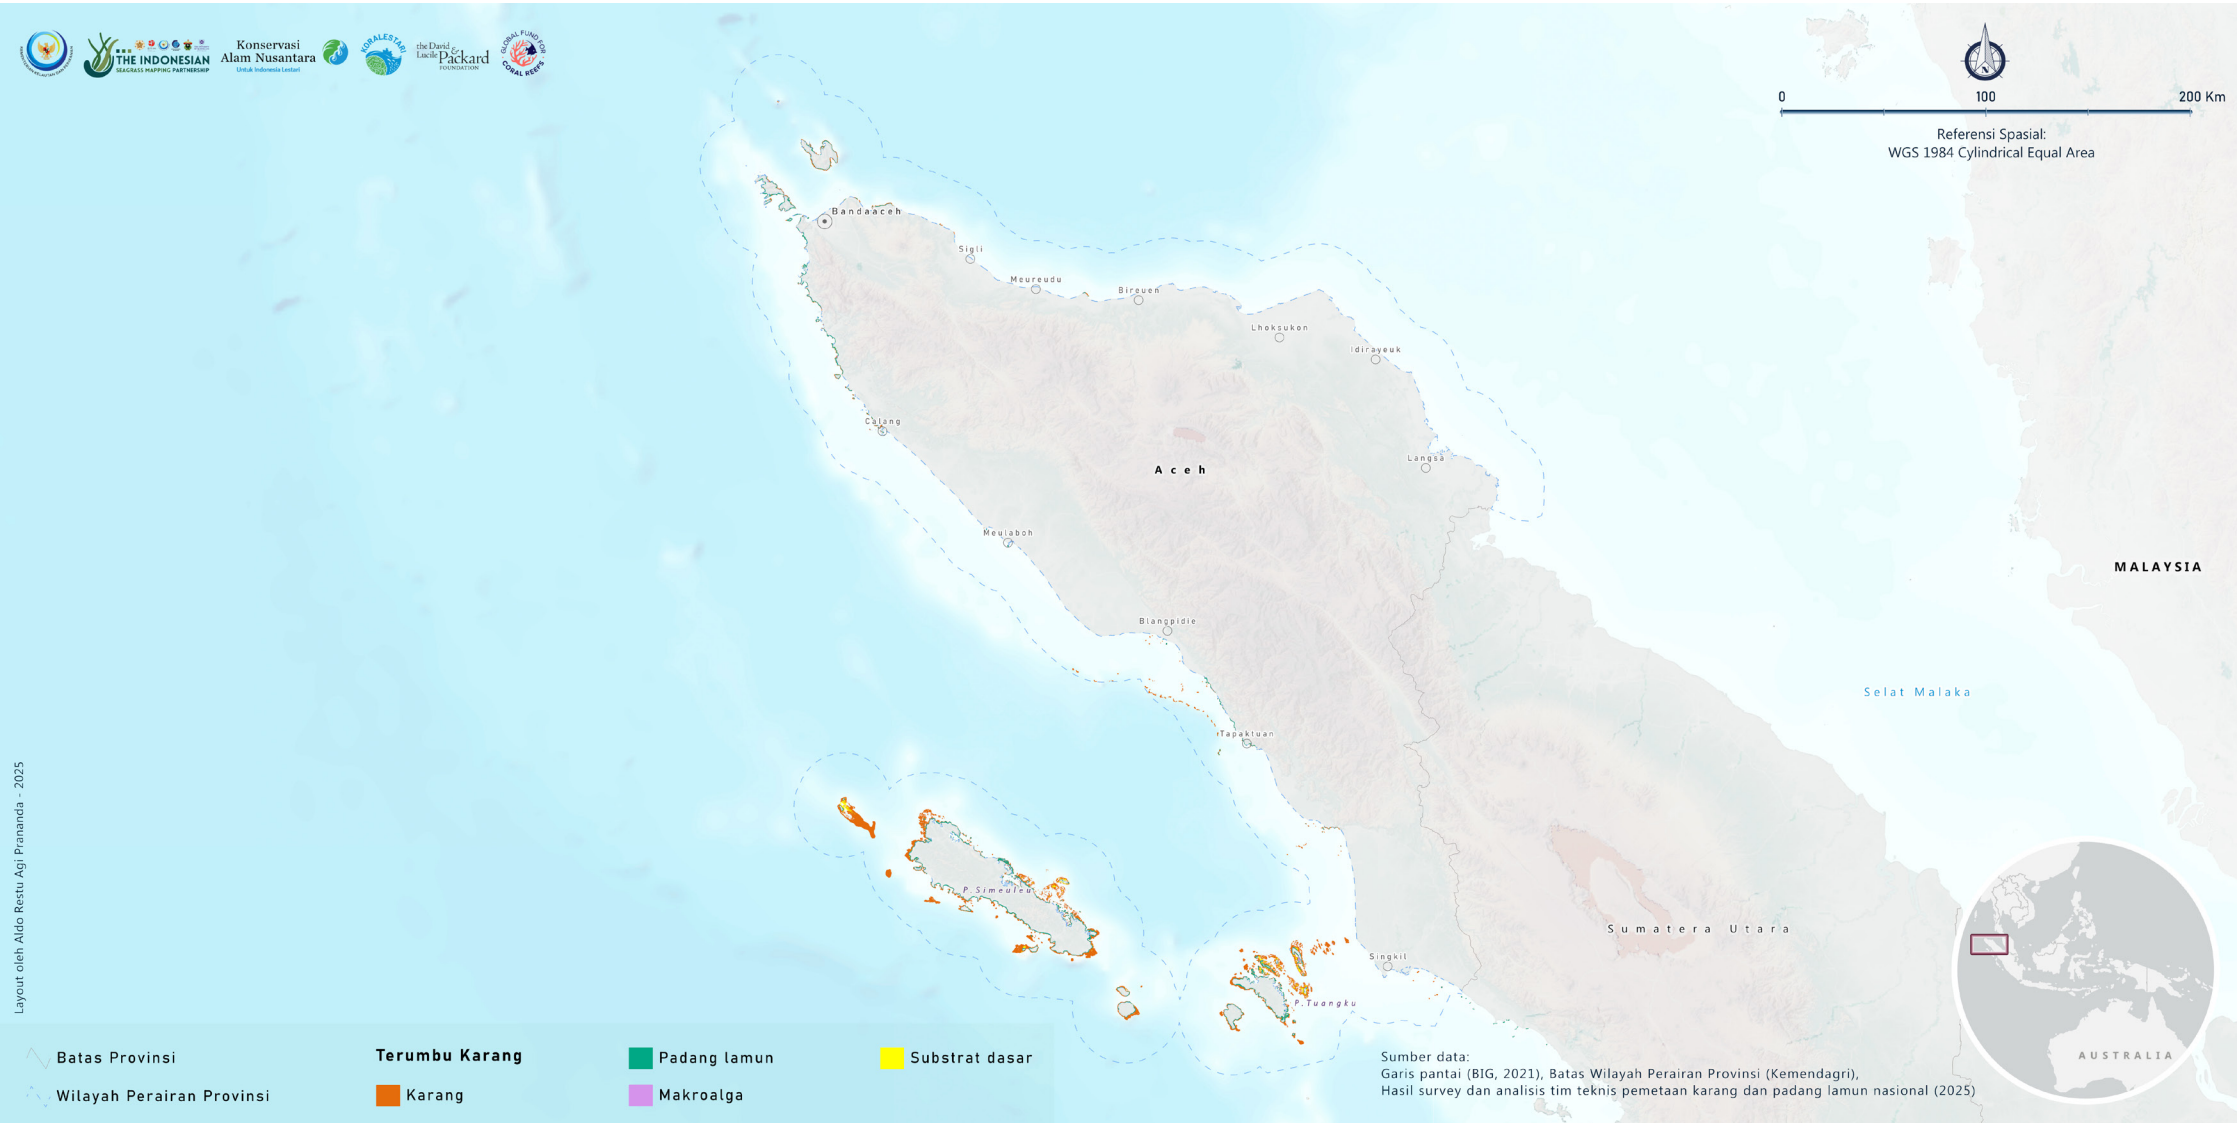 THE INDONESIAN
SEAGRASS MAPPING PARTNERSHIP
Konservasi
Alam Nusantara
Untuk Indonesia Lestari
KORALESTARI
the David &
Lucile Packard
FOUNDATION
GLOBAL FUND FOR
CORAL REEFS
N
0 100 200 Km
Referensi Spasial:
WGS 1984 Cylindrical Equal Area
Bandaaceh
Sigli
Meureudu
Bireuen
Lhoksukon
Idirayeuk
Calang
Langsa
Aceh
Meulaboh
MALAYSIA
Blangpidie
Selat Malaka
Tapaktuan
P. Simeuleu
Sumatera Utara
Singkil
P. Tuangku
AUSTRALIA
Layout oleh Aldo Restu Agi Prananda - 2025
Batas Provinsi
Wilayah Perairan Provinsi
Terumbu Karang
Karang
Padang lamun
Makroalga
Substrat dasar
Sumber data:
Garis pantai (BIG, 2021), Batas Wilayah Perairan Provinsi (Kemendagri),
Hasil survey dan analisis tim teknis pemetaan karang dan padang lamun nasional (2025)